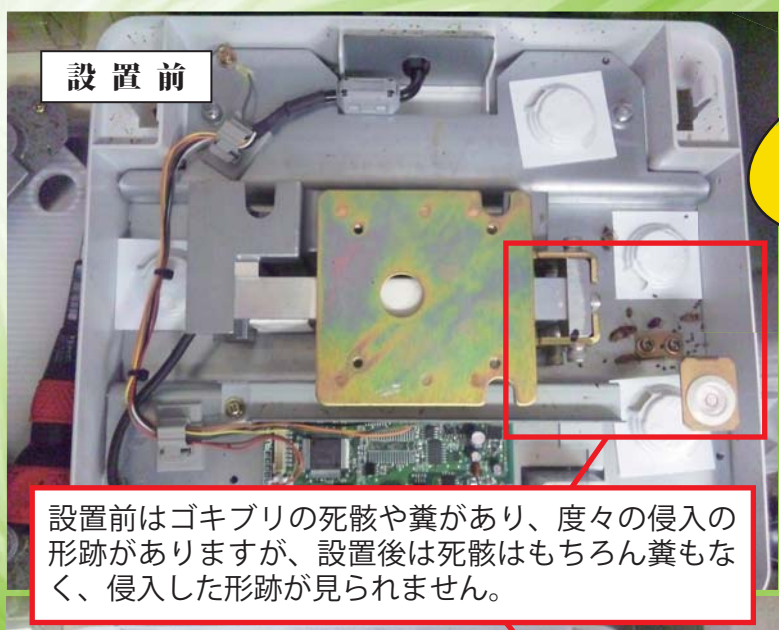 設置前
設置前はゴキブリの死骸や糞があり、度々の侵入の
形跡がありますが、設置後は死骸はもちろん糞もな
く、侵入した形跡が見られません。